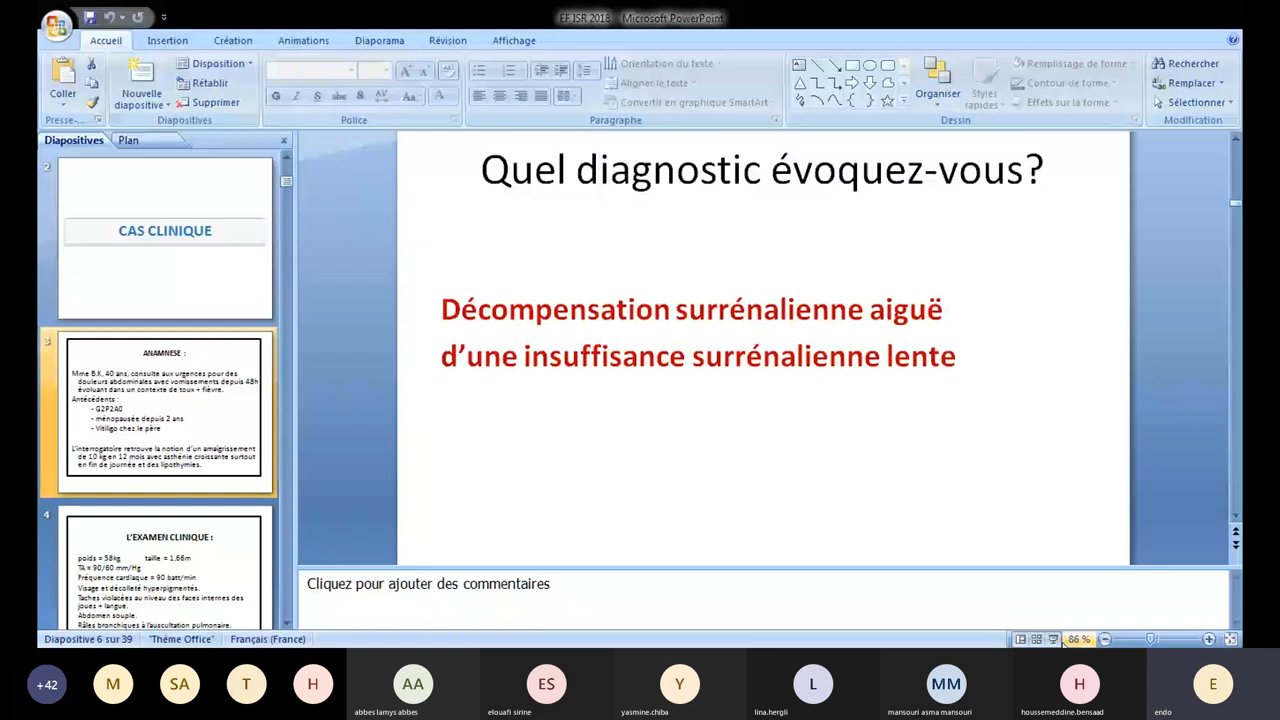 EF ISR 2018 - Microsoft PowerPoint
Accueil
Insertion
Création
Animations
Diaporama
Révision
Affichage
Coller
Presse-...
Nouvelle
diapositive
Disposition
Rétablir
Supprimer
Diapositives
G I S abc S AV Aa A
Police
Orientation du texte
Aligner le texte
Convertir en graphique SmartArt
Paragraphe
Organiser
Styles
rapides
Remplissage de forme
Contour de forme
Effets sur la forme
Dessin
Rechercher
Remplacer
Sélectionner
Modification
Diapositives
Plan
2
CAS CLINIQUE
3
ANAMNESE :
Mme B.K, 40 ans, consulte aux urgences pour des
douleurs abdominales avec vomissements depuis 48h
évoluant dans un contexte de toux + fièvre.
Antécédents :
- G2P2A0
- ménopausée depuis 2 ans
- Vitiligo chez le père
L'interrogatoire retrouve la notion d'un amaigrissement
de 10 kg en 12 mois avec asthénie croissante surtout
en fin de journée et des lipothymies.
4
L'EXAMEN CLINIQUE :
poids = 58kg taille = 1,66m
TA = 90/60 mm/Hg
Fréquence cardiaque = 90 batt/min
Visage et décolleté hyperpigmentés.
Taches violacées au niveau des faces internes des
joues + langue.
Abdomen souple.
Râles bronchiques à l'auscultation pulmonaire.
Quel diagnostic évoquez-vous?
Décompensation surrénalienne aiguë
d’une insuffisance surrénalienne lente
Cliquez pour ajouter des commentaires
Diapositive 6 sur 39
"Thème Office"
Français (France)
86 %
+42
M
SA
T
H
AA
abbes lamys abbes
ES
elouafi sirine
Y
yasmine.chiba
L
lina.hergli
MM
mansouri asma mansouri
H
houssemeddine.bensaad
E
endo